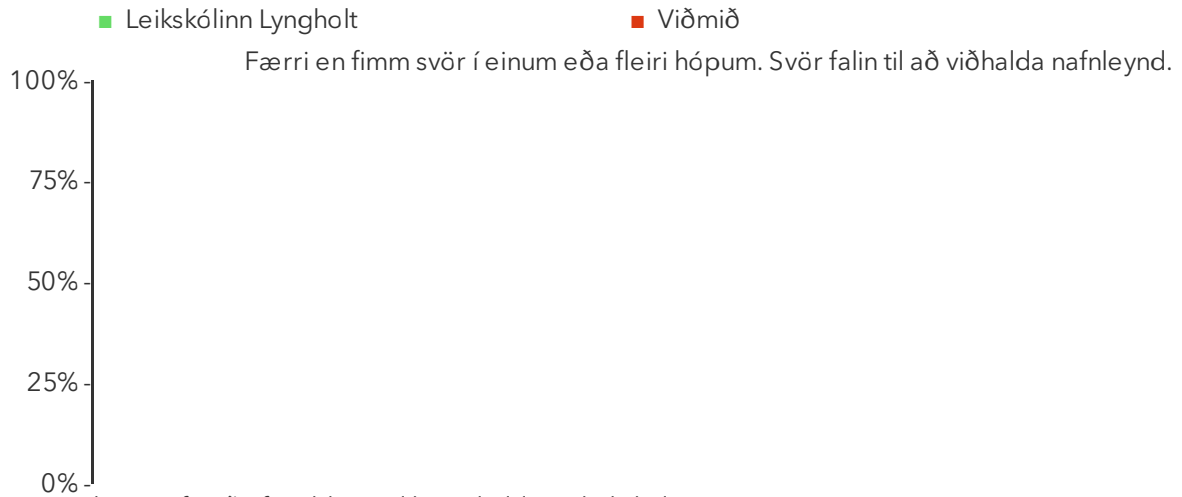 Leikskólinn Lyngholt Viðmið
Færri en fimm svör í einum eða fleiri hópum. Svör falin til að viðhalda nafnleynd.
100%
75%
50%
25%
0%